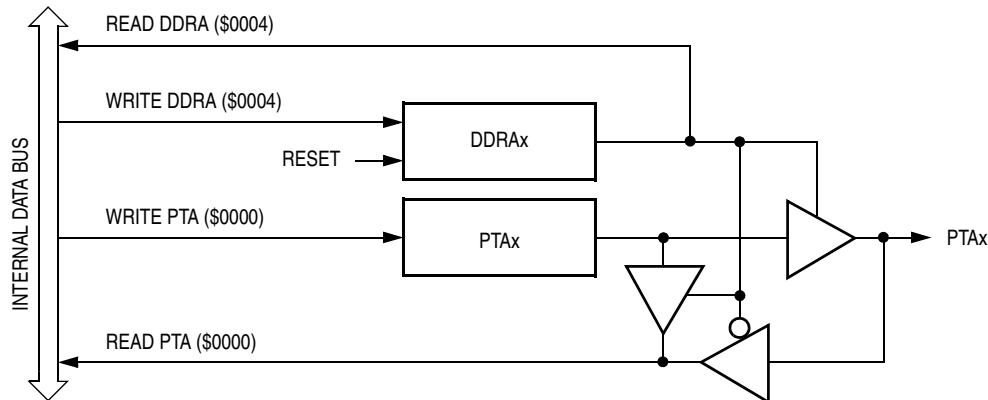 READ DDRA ($0004)
WRITE DDRA ($0004)
DDRAx
RESET
WRITE PTA ($0000)
PTAx
PTAx
READ PTA ($0000)
INTERNAL DATA BUS